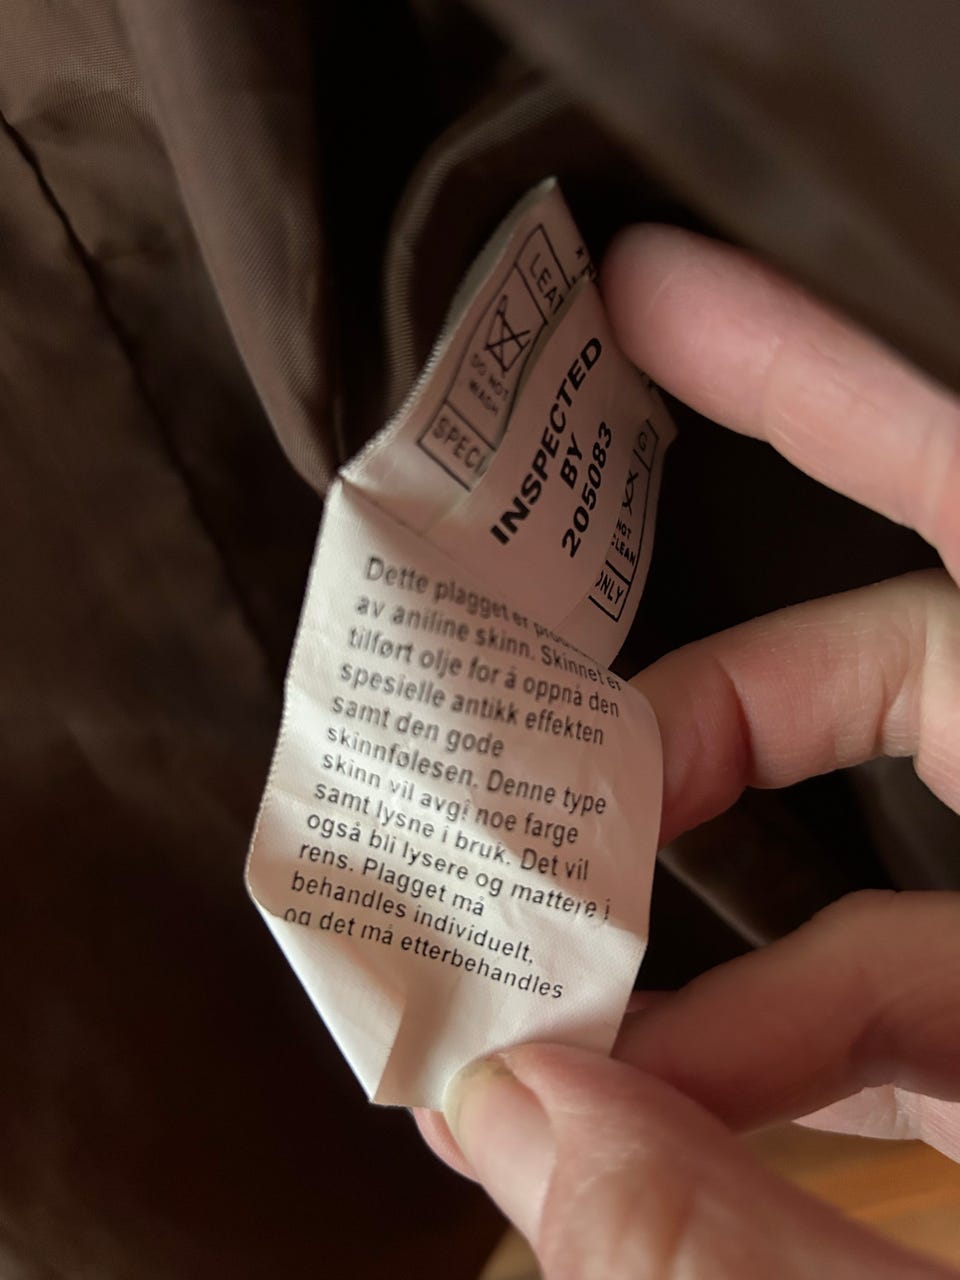 LEA
DO NOT
WASH
SPECI
INSPECTED
BY
205083
NOT
CLEAN
ONLY
Dette plagget er
av aniline skinn. Skinnet er
tilført olje for å oppnå den
spesielle antikk effekten
samt den gode
skinnfølesen. Denne type
skinn vil avgi noe farge
samt lysne i bruk. Det vil
også bli lysere og mattere i
rens. Plagget må
behandles individuelt,
og det må etterbehandles